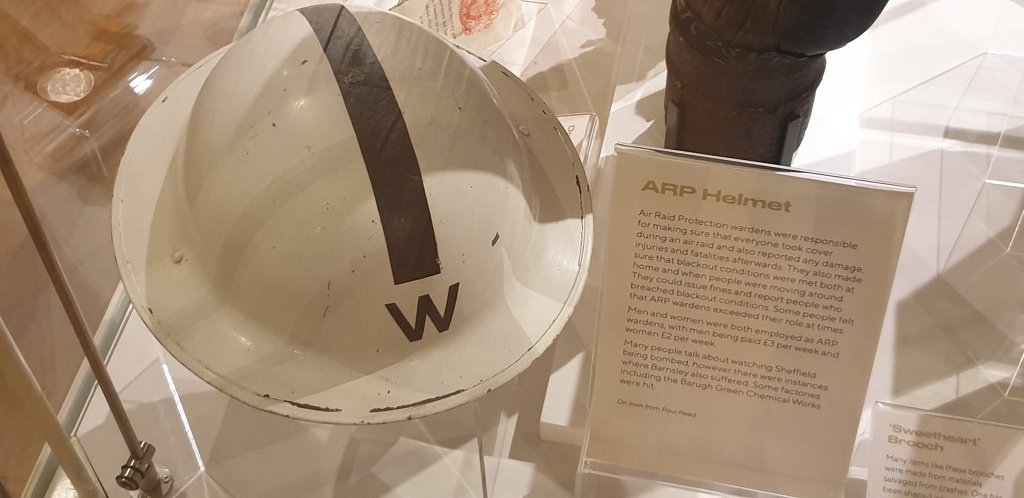 W
ARP Helmet
Air Raid Protection wardens were responsible
for making sure that everyone took cover
during an air raid and also reported any damage,
injuries and fatalities afterwards. They also made
sure that blackout conditions were met both at
home and when people were moving around.
They could issue fines and report people who
breached blackout conditions. Some people felt
that ARP wardens exceeded their role at times.
Men and women were both employed as ARP
wardens, with men being paid £3 per week and
women £2 per week.
Many people talk about watching Sheffield
being bombed, however there were instances
where Barnsley also suffered. Some factories
including the Barugh Green Chemical Works
were hit.
On loan from Paul Reed
'Sweetheart'
Brooch
Many items like these brooches
were made from materials
salvaged from crashes. One has
been